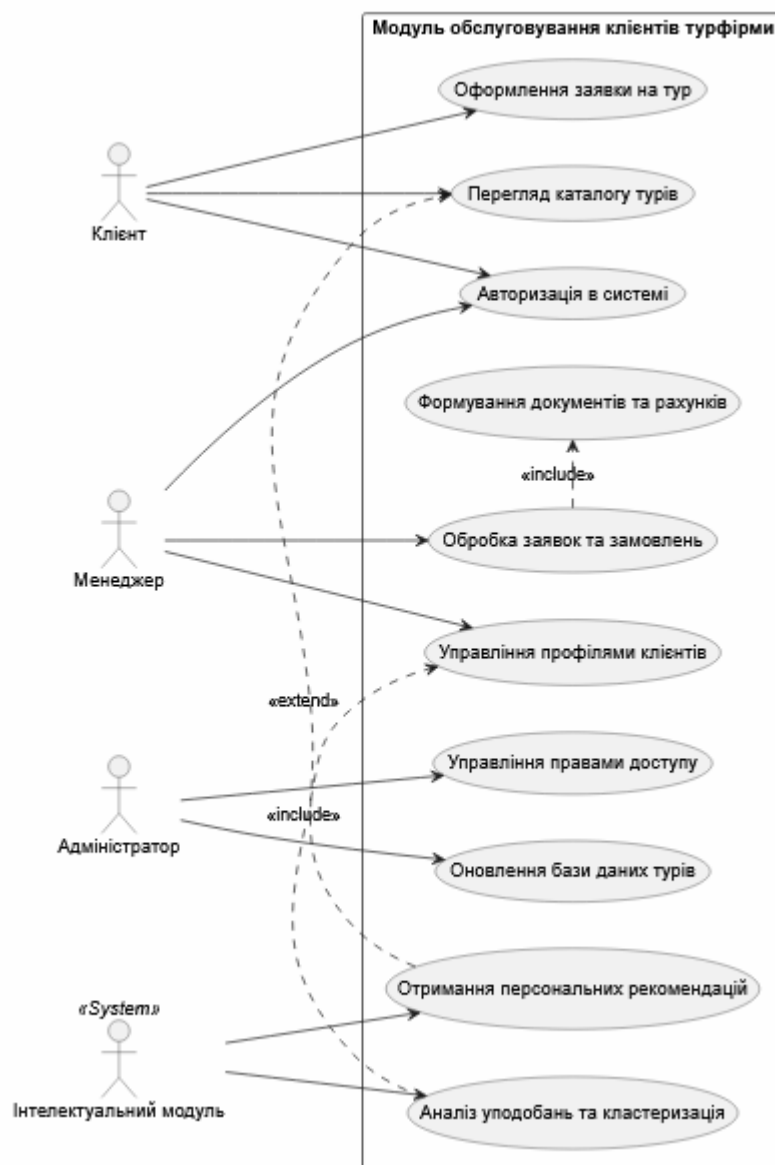 Модуль обслуговування клієнтів турфірми
Оформлення заявки на тур
Перегляд каталогу турів
Клієнт
Авторизація в системі
Формування документів та рахунків
«include»
Обробка заявок та замовлень
Менеджер
Управління профілями клієнтів
«extend»
Управління правами доступу
«include»
Адміністратор
Оновлення бази даних турів
Отримання персональних рекомендацій
«System»
Інтелектуальний модуль
Аналіз уподобань та кластеризація